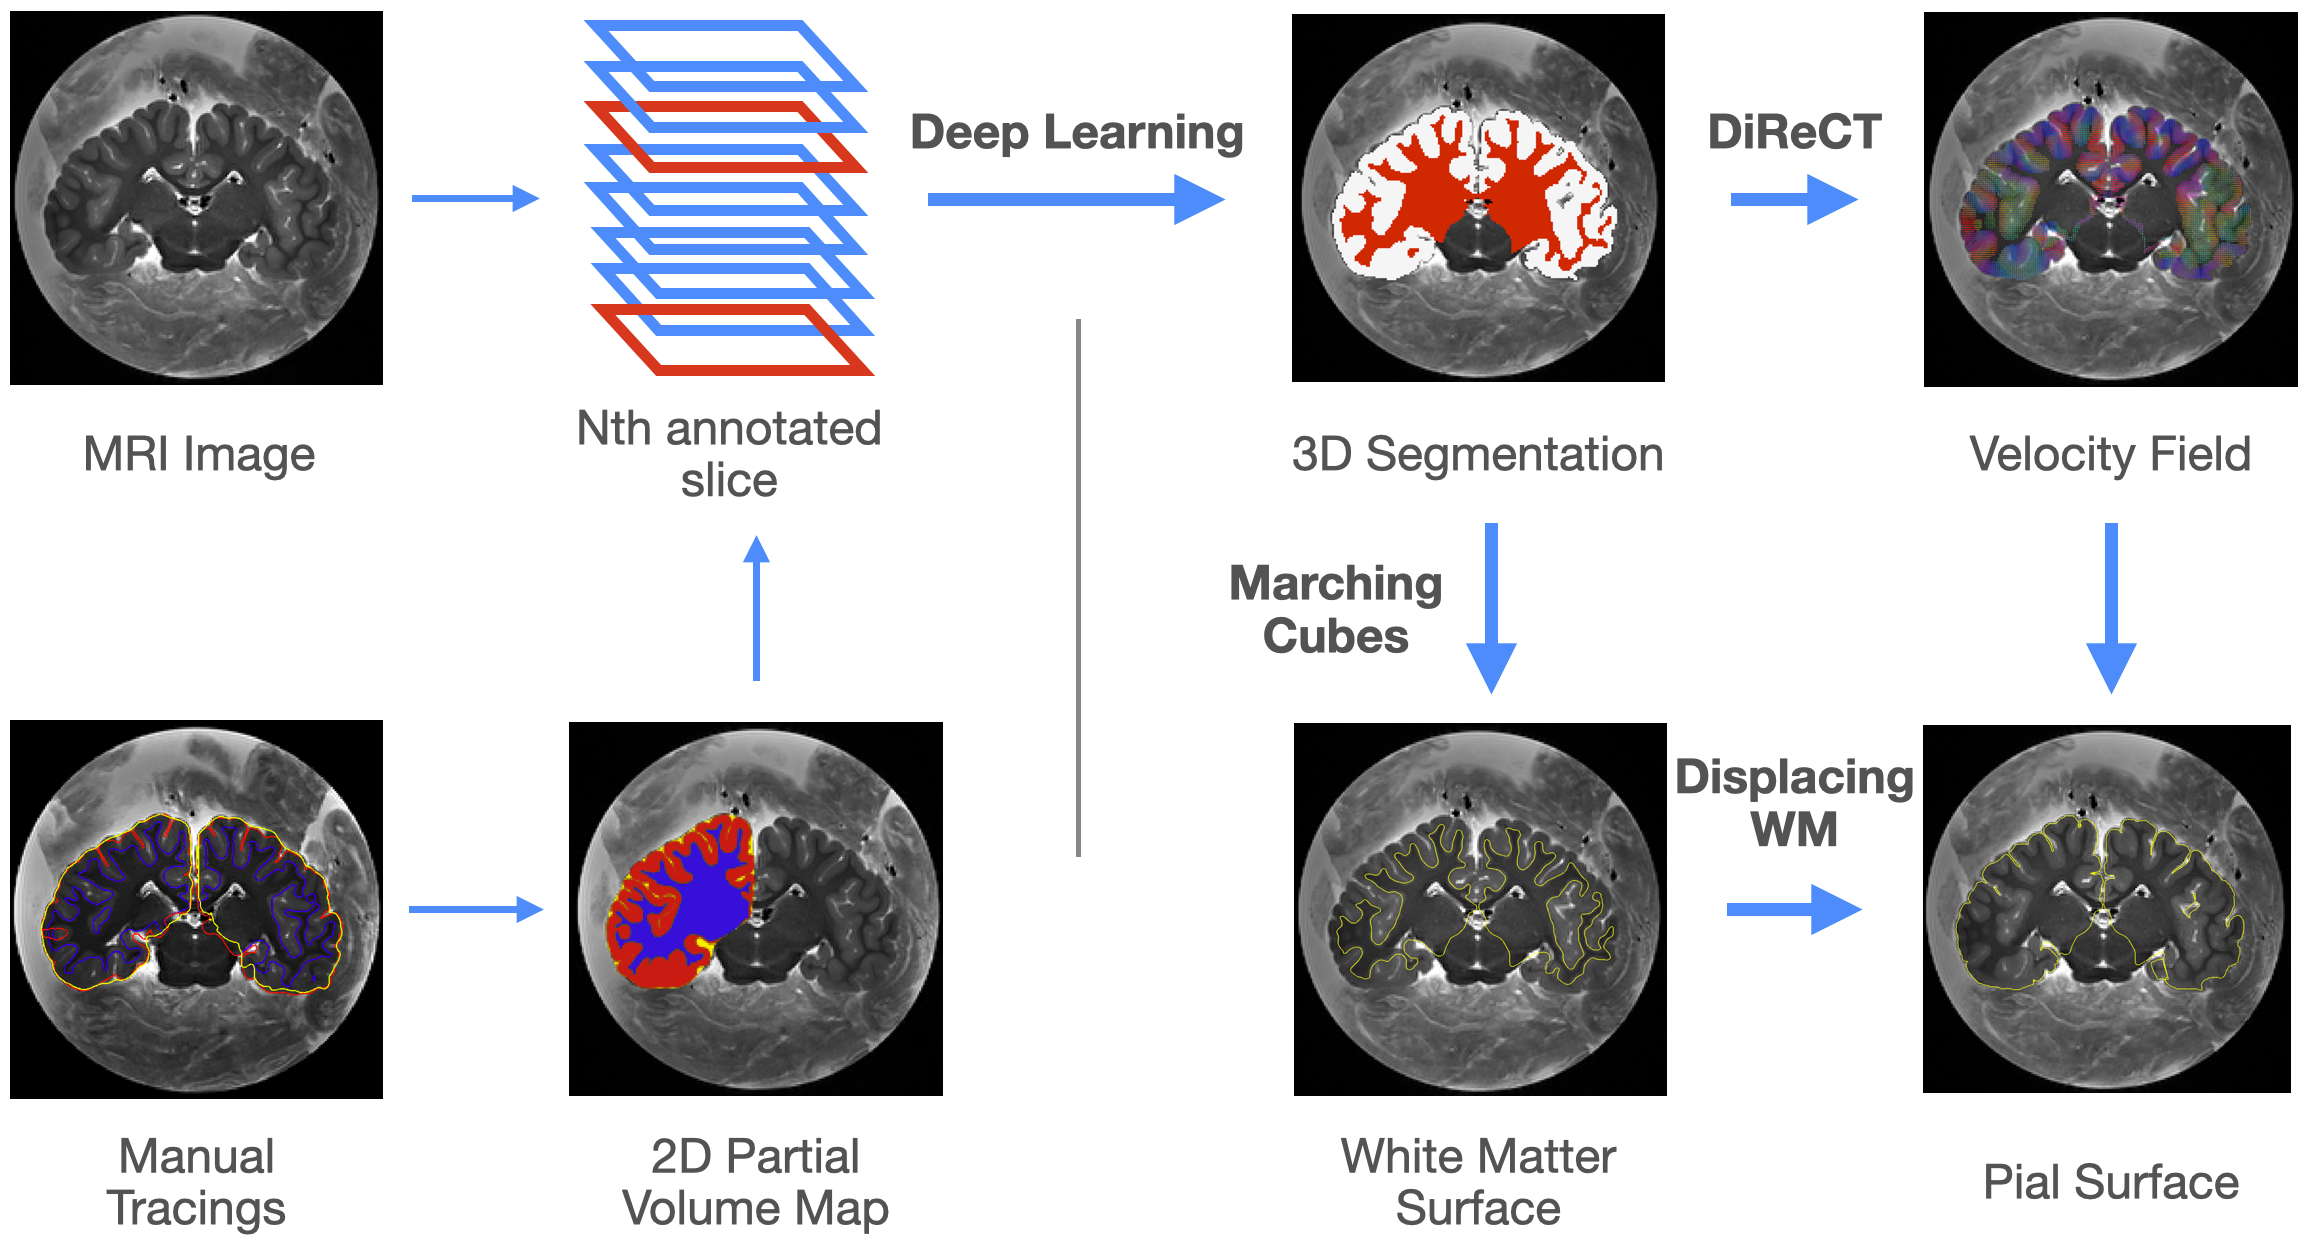 Deep Learning
DiReCT
MRI Image
Nth annotated
slice
3D Segmentation
Velocity Field
Marching
Cubes
Displacing
WM
Manual
Tracings
2D Partial
Volume Map
White Matter
Surface
Pial Surface